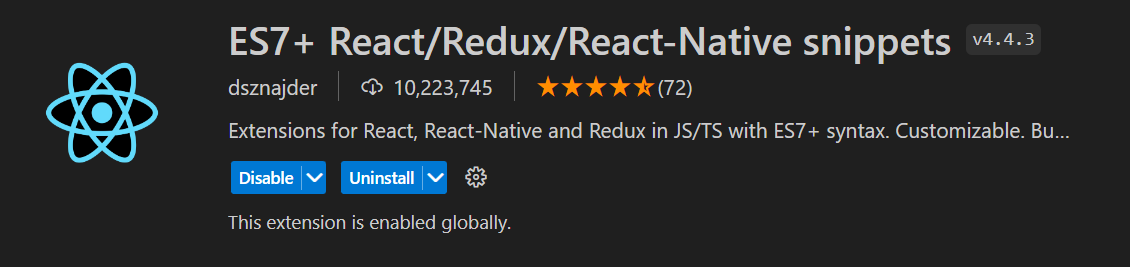 ES7+ React/Redux/React-Native snippets v4.4.3
dsznajder 10,223,745 (72)
Extensions for React, React-Native and Redux in JS/TS with ES7+ syntax. Customizable. Bu...
Disable Uninstall
This extension is enabled globally.